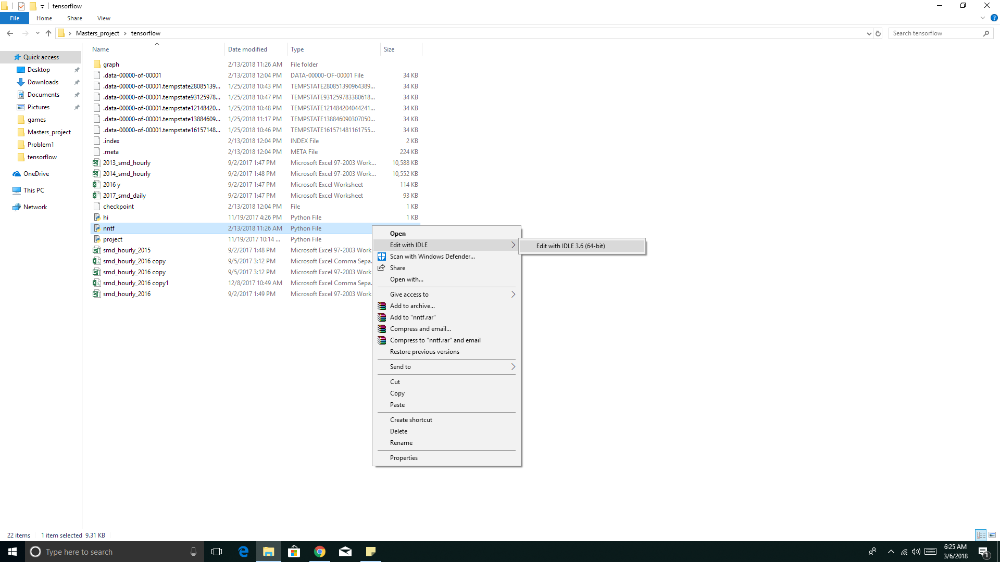 tensorflow
File Home Share View
Masters_project tensorflow
Search tensorflow
Name Date modified Type Size
Quick access
Desktop
Downloads
Documents
Pictures
games
Masters_project
Problem1
tensorflow
OneDrive
This PC
Network
graph 2/13/2018 11:26 AM File folder
.data-00000-of-00001 2/13/2018 12:04 PM DATA-00000-OF-00001 File 34 KB
.data-00000-of-00001.tempstate28085139... 1/25/2018 10:43 PM TEMPSTATE280851390964389... 34 KB
.data-00000-of-00001.tempstate93125978... 1/25/2018 10:47 PM TEMPSTATE931259783380618... 34 KB
.data-00000-of-00001.tempstate12148420... 1/25/2018 10:48 PM TEMPSTATE121484204044241... 34 KB
.data-00000-of-00001.tempstate13884609... 1/25/2018 11:17 PM TEMPSTATE138846090307050... 34 KB
.data-00000-of-00001.tempstate16157148... 1/25/2018 10:46 PM TEMPSTATE161571481161755... 34 KB
.index 2/13/2018 12:04 PM INDEX File 2 KB
.meta 2/13/2018 12:04 PM META File 224 KB
2013_smd_hourly 9/2/2017 1:47 PM Microsoft Excel 97-2003 Work... 10,588 KB
2014_smd_hourly 9/2/2017 1:48 PM Microsoft Excel 97-2003 Work... 10,552 KB
2016 y 9/2/2017 1:47 PM Microsoft Excel Worksheet 114 KB
2017_smd_daily 9/2/2017 1:47 PM Microsoft Excel Worksheet 93 KB
checkpoint 2/13/2018 12:04 PM File 1 KB
hi 11/19/2017 4:26 PM Python File 1 KB
nntf 2/13/2018 11:26 AM Python File
project 11/19/2017 10:14 ... Python File
smd_hourly_2015 9/2/2017 1:48 PM Microsoft Excel 97-2003 Work
smd_hourly_2016 copy 9/5/2017 3:12 PM Microsoft Excel Comma Sepa.
smd_hourly_2016 copy 9/5/2017 3:12 PM Microsoft Excel 97-2003 Work
smd_hourly_2016 copy1 12/8/2017 10:49 AM Microsoft Excel Comma Sepa.
smd_hourly_2016 9/2/2017 1:49 PM Microsoft Excel 97-2003 Work
Open
Edit with IDLE
Edit with IDLE 3.6 (64-bit)
Scan with Windows Defender...
Share
Open with...
Give access to
Add to archive...
Add to "nntf.rar"
Compress and email...
Compress to "nntf.rar" and email
Restore previous versions
Send to
Cut
Copy
Paste
Create shortcut
Delete
Rename
Properties
22 items 1 item selected 9.31 KB
Type here to search
6:25 AM
3/6/2018
1